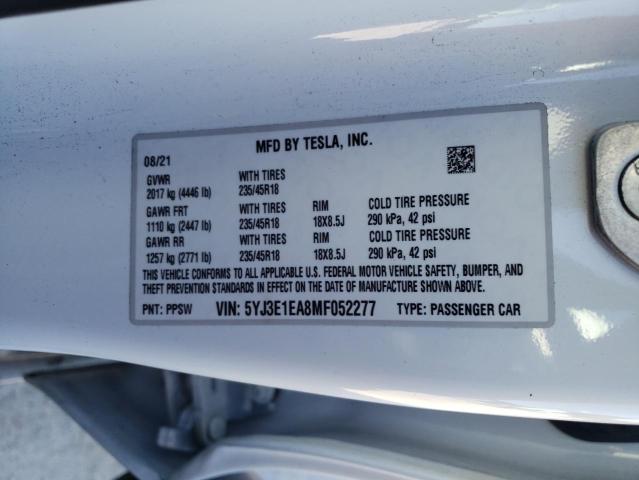 MFD BY TESLA, INC.
08/21
GVWR WITH TIRES
2017 kg (4446 lb) 235/45R18
GAWR FRT WITH TIRES RIM COLD TIRE PRESSURE
1110 kg (2447 lb) 235/45R18 18X8.5J 290 kPa, 42 psi
GAWR RR WITH TIRES RIM COLD TIRE PRESSURE
1257 kg (2771 lb) 235/45R18 18X8.5J 290 kPa, 42 psi
THIS VEHICLE CONFORMS TO ALL APPLICABLE U.S. FEDERAL MOTOR VEHICLE SAFETY, BUMPER, AND
THEFT PREVENTION STANDARDS IN EFFECT ON THE DATE OF MANUFACTURE SHOWN ABOVE.
PNT: PPSW VIN: 5YJ3E1EA8MF052277 TYPE: PASSENGER CAR